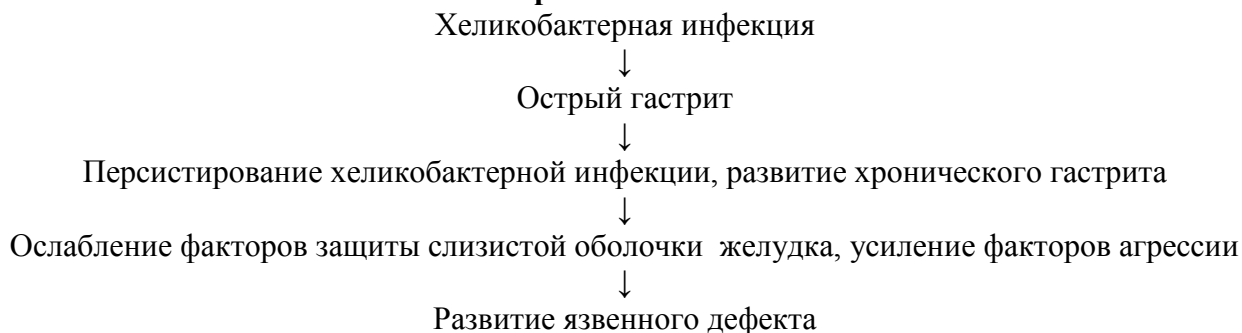 Хеликобактерная инфекция
↓
Острый гастрит
↓
Персистирование хеликобактерной инфекции, развитие хронического гастрита
↓
Ослабление факторов защиты слизистой оболочки желудка, усиление факторов агрессии
↓
Развитие язвенного дефекта